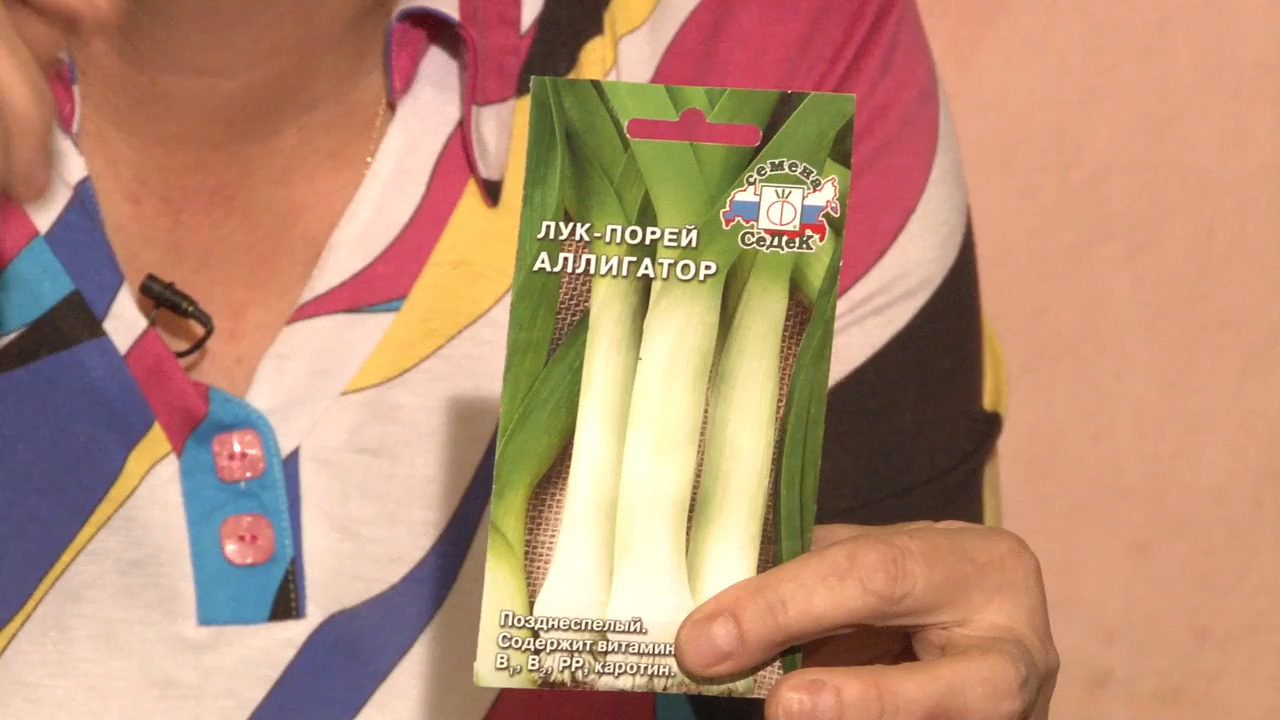 семена
СеДеК
ЛУК-ПОРЕЙ
АЛЛИГАТОР
Позднеспелый.
Содержит витамин
B₁, B₂, PP, каротин.